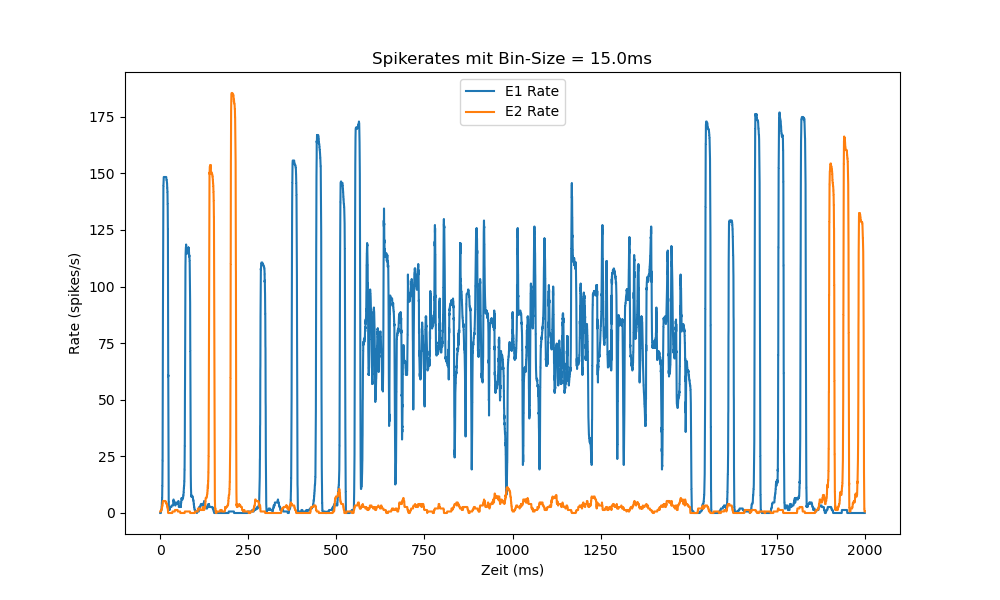 Spikerates mit Bin-Size = 15.0ms
E1 Rate
E2 Rate
Rate (spikes/s)
175
150
125
100
75
50
25
0
0 250 500 750 1000 1250 1500 1750 2000
Zeit (ms)